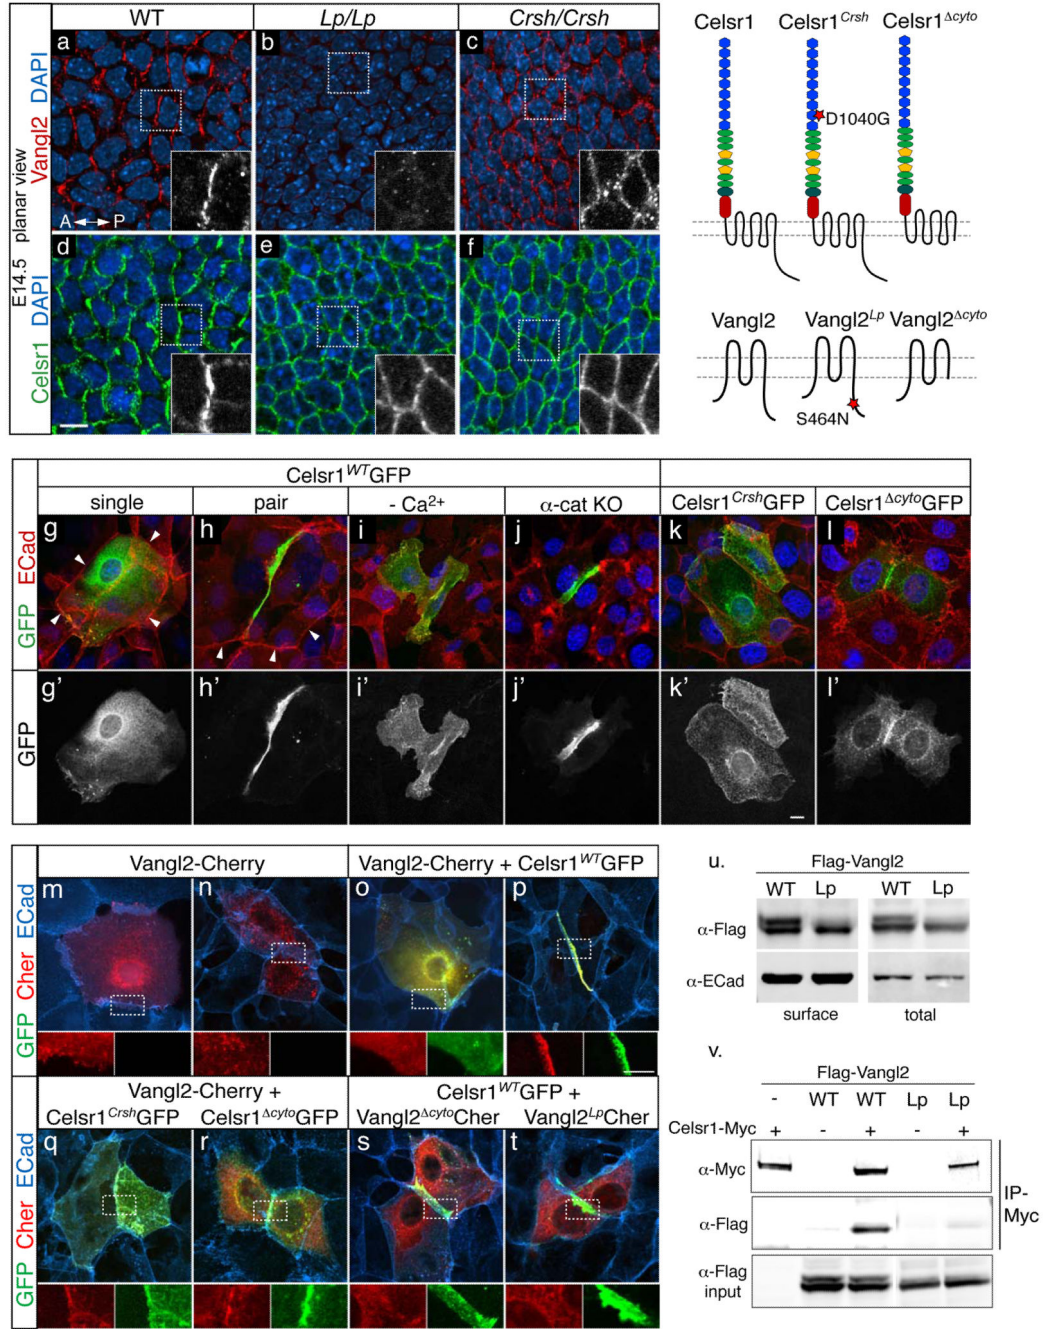 WT Lp/Lp Crsh/Crsh
E14.5 planar view
Vangl2 DAPI
a b c
A P
Celsr1 DAPI
d e f
Celsr1 Celsr1Crsh Celsr1Δcyto
D1040G
Vangl2 Vangl2Lp Vangl2Δcyto
S464N
Celsr1WTGFP
single pair - Ca2+ α-cat KO Celsr1CrshGFP Celsr1ΔcytoGFP
GFP ECad
g h i j k l
GFP
g' h' i' j' k' l'
Vangl2-Cherry Vangl2-Cherry + Celsr1WTGFP
GFP Cher ECad
m n o p
Vangl2-Cherry +
Celsr1CrshGFP Celsr1ΔcytoGFP
Celsr1WTGFP +
Vangl2ΔcytoCher Vangl2LpCher
GFP Cher ECad
q r s t
u.
Flag-Vangl2
WT Lp WT Lp
α-Flag
α-ECad
surface total
v.
Flag-Vangl2
- WT WT Lp Lp
Celsr1-Myc + - + - +
α-Myc
α-Flag
IP-
Myc
α-Flag
input